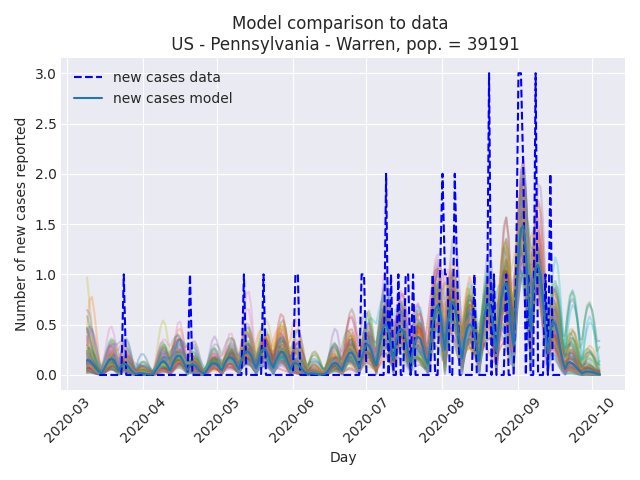 Model comparison to data
US - Pennsylvania - Warren, pop. = 39191
new cases data
new cases model
Number of new cases reported
3.0
2.5
2.0
1.5
1.0
0.5
0.0
2020-03
2020-04
2020-05
2020-06
2020-07
2020-08
2020-09
2020-10
Day